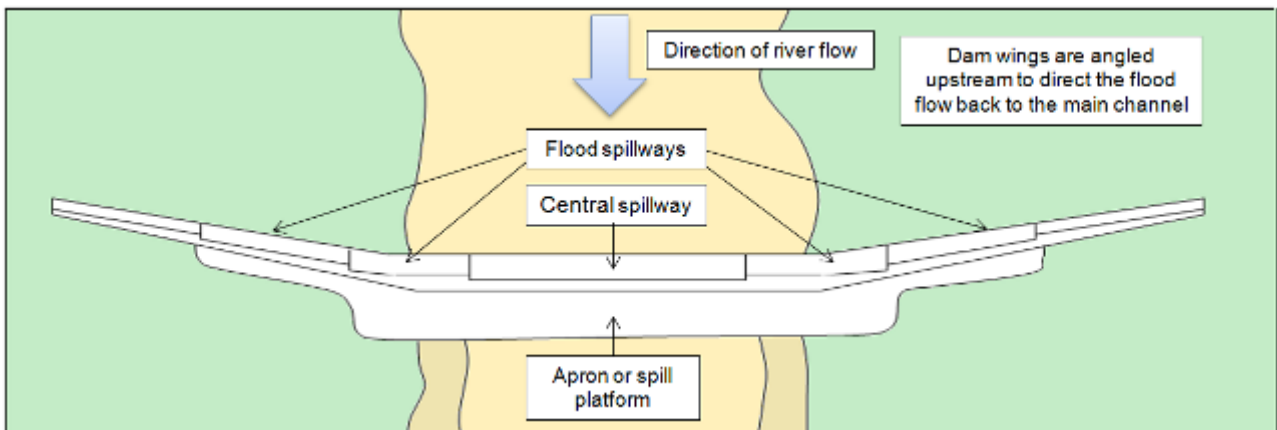 Direction of river flow
Dam wings are angled
upstream to direct the flood
flow back to the main channel
Flood spillways
Central spillway
Apron or spill
platform